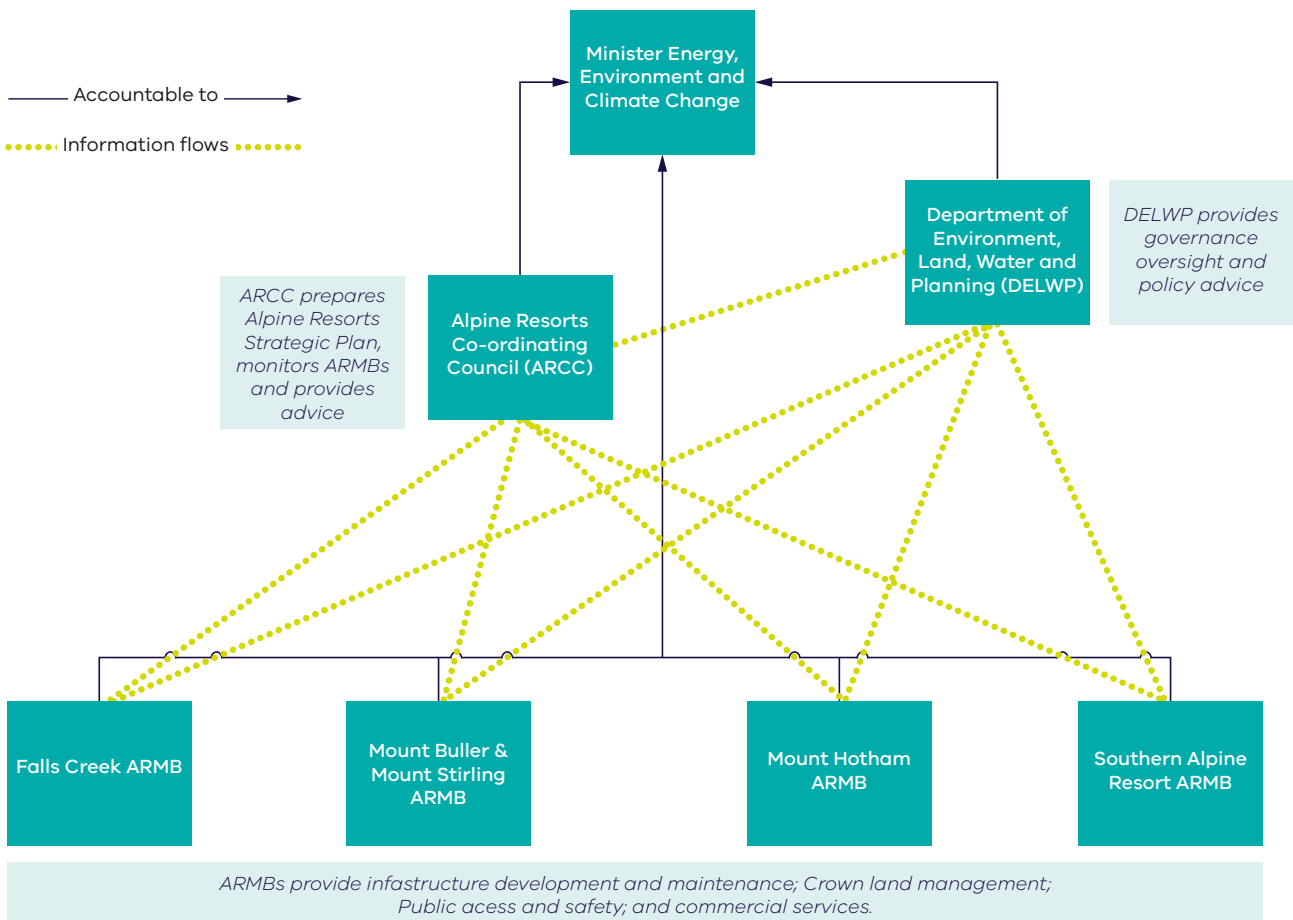 Minister Energy,
Environment and
Climate Change
Accountable to
Information flows
Department of
Environment,
Land, Water and
Planning (DELWP)
DELWP provides
governance
oversight and
policy advice
ARCC prepares
Alpine Resorts
Strategic Plan,
monitors ARMBs
and provides
advice
Alpine Resorts
Co-ordinating
Council (ARCC)
Falls Creek ARMB
Mount Buller &
Mount Stirling
ARMB
Mount Hotham
ARMB
Southern Alpine
Resort ARMB
ARMBs provide infastructure development and maintenance; Crown land management;
Public acess and safety; and commercial services.